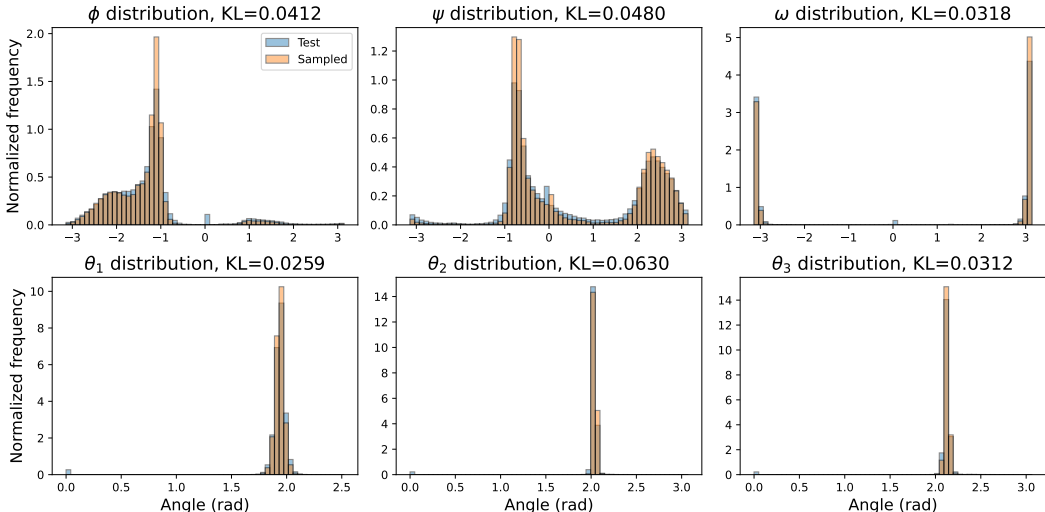 ϕ distribution, KL=0.0412
ψ distribution, KL=0.0480
ω distribution, KL=0.0318
Normalized frequency
2.0
1.5
1.0
0.5
0.0
−3 −2 −1 0 1 2 3
Test
Sampled
1.2
1.0
0.8
0.6
0.4
0.2
0.0
−3 −2 −1 0 1 2 3
5
4
3
2
1
0
−3 −2 −1 0 1 2 3
θ₁ distribution, KL=0.0259
θ₂ distribution, KL=0.0630
θ₃ distribution, KL=0.0312
Normalized frequency
10
8
6
4
2
0
0.0 0.5 1.0 1.5 2.0 2.5
Angle (rad)
14
12
10
8
6
4
2
0
0.0 0.5 1.0 1.5 2.0 2.5 3.0
Angle (rad)
14
12
10
8
6
4
2
0
0.0 0.5 1.0 1.5 2.0 2.5 3.0
Angle (rad)